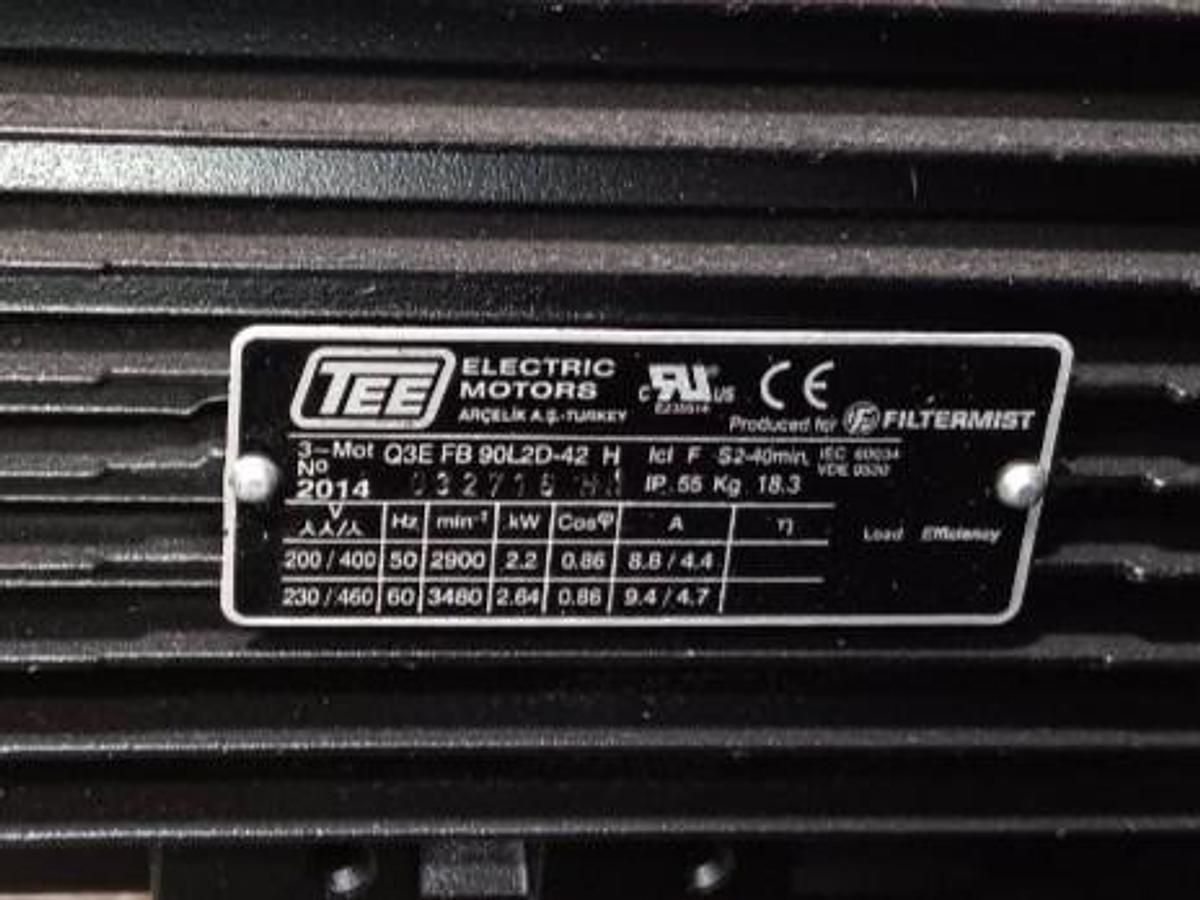 TEE ELECTRIC MOTORS
ARÇELİK A.Ş.-TURKEY
c RU US CE
Produced for FILTERMIST
3~Mot Q3E FB 90L2D-42 H Icl F S2-40min. IEC 60034
VDE 0530
No
2014 IP 55 Kg 18.3
V Hz min⁻¹ kW Cosφ A η Load Efficiency
200 / 400 50 2900 2.2 0.86 8.8 / 4.4
230 / 460 60 3480 2.64 0.86 9.4 / 4.7